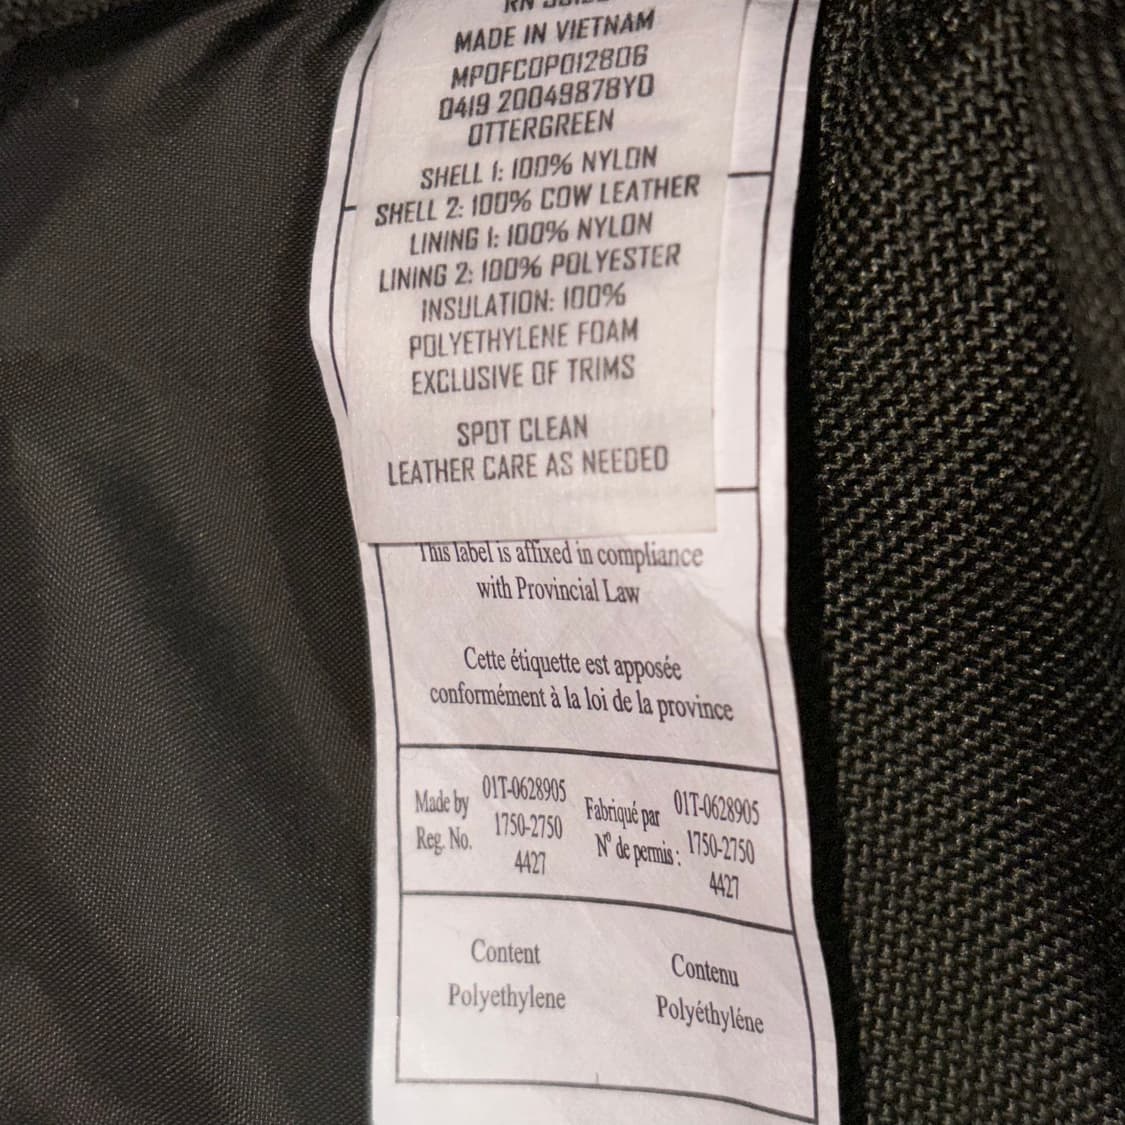 MADE IN VIETNAM
MPOFCOP012806
0419 20049878YO
OTTERGREEN
SHELL 1: 100% NYLON
SHELL 2: 100% COW LEATHER
LINING 1: 100% NYLON
LINING 2: 100% POLYESTER
INSULATION: 100%
POLYETHYLENE FOAM
EXCLUSIVE OF TRIMS
SPOT CLEAN
LEATHER CARE AS NEEDED
This label is affixed in compliance
with Provincial Law
Cette étiquette est apposée
conformément à la loi de la province
Made by
Reg. No.
01T-0628905
1750-2750
4427
Fabriqué par
N° de permis :
01T-0628905
1750-2750
4427
Content
Polyethylene
Contenu
Polyéthyléne